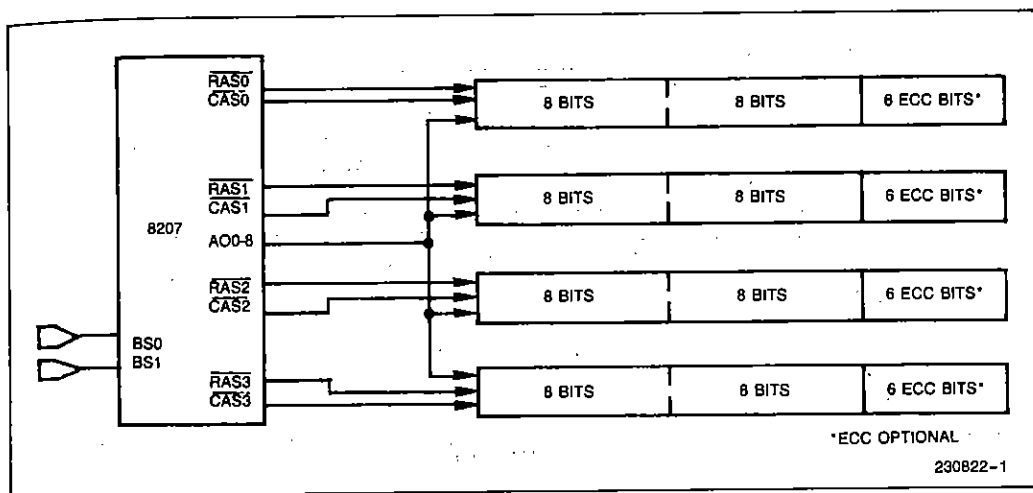 RAS0
CAS0
8 BITS
8 BITS
6 ECC BITS*
RAS1
CAS1
8 BITS
8 BITS
6 ECC BITS*
8207
AO0-8
RAS2
CAS2
8 BITS
8 BITS
6 ECC BITS*
BS0
BS1
RAS3
CAS3
8 BITS
8 BITS
6 ECC BITS*
*ECC OPTIONAL
230822-1